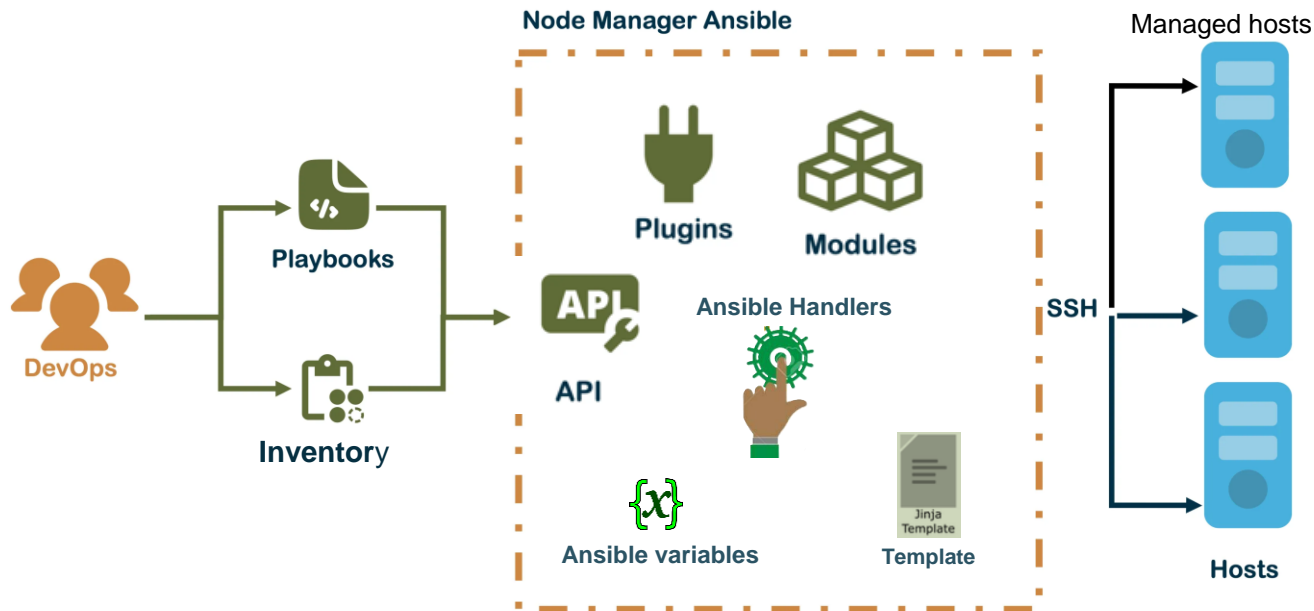 Node Manager Ansible
Managed hosts
Plugins
Modules
</>
Playbooks
API
Ansible Handlers
SSH
DevOps
API
Inventory
{x}
Ansible variables
Jinja
Template
Template
Hosts